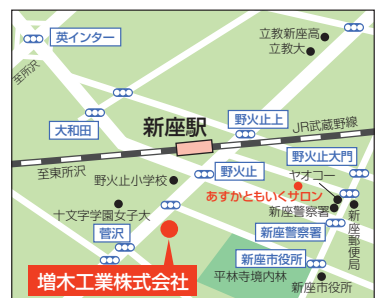 英インター
至所沢
立教新座高
立教大
大和田
新座駅
野火止上
JR武蔵野線
至東所沢
野火止小学校
野火止
野火止大門
ヤオコー
あすかともいくサロン
十文字学園女子大
新座警察署
菅沢
新座警察署
新座郵便局
新座市役所
増木工業株式会社
平林寺境内林
新座市役所